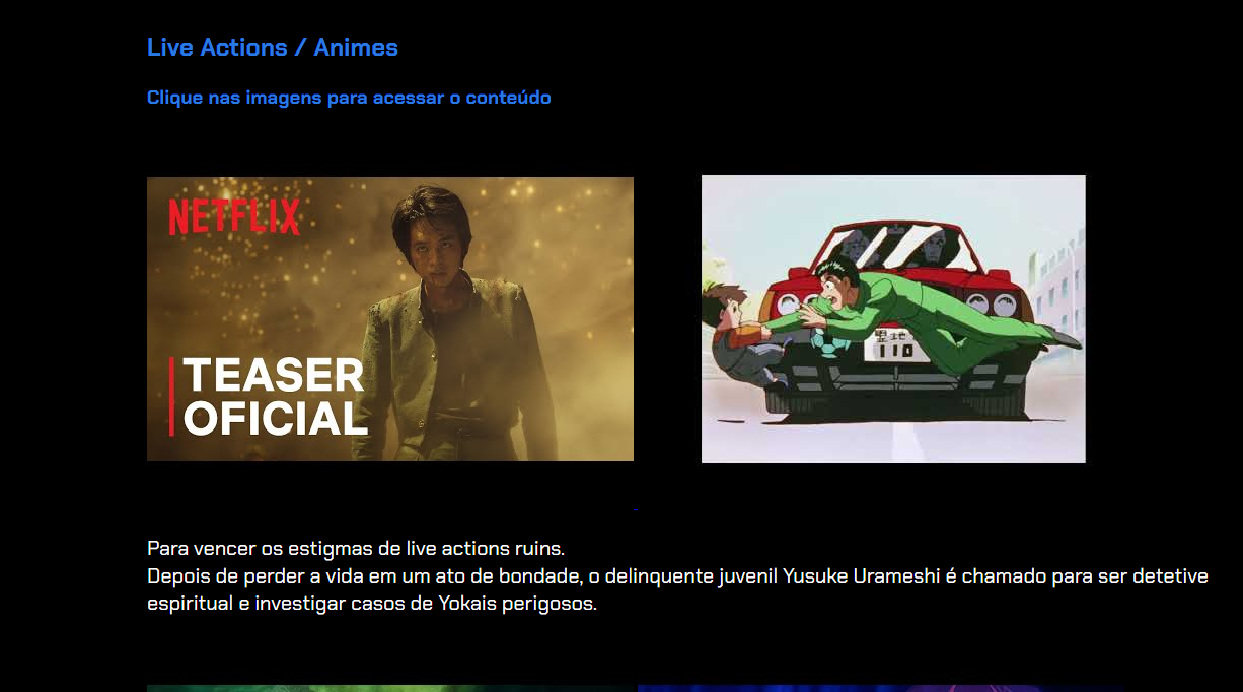 Live Actions / Animes
Clique nas imagens para acessar o conteúdo
NETFLIX
TEASER
OFICIAL
110
Para vencer os estigmas de live actions ruins.
Depois de perder a vida em um ato de bondade, o delinquente juvenil Yusuke Urameshi é chamado para ser detetive
espiritual e investigar casos de Yokais perigosos.